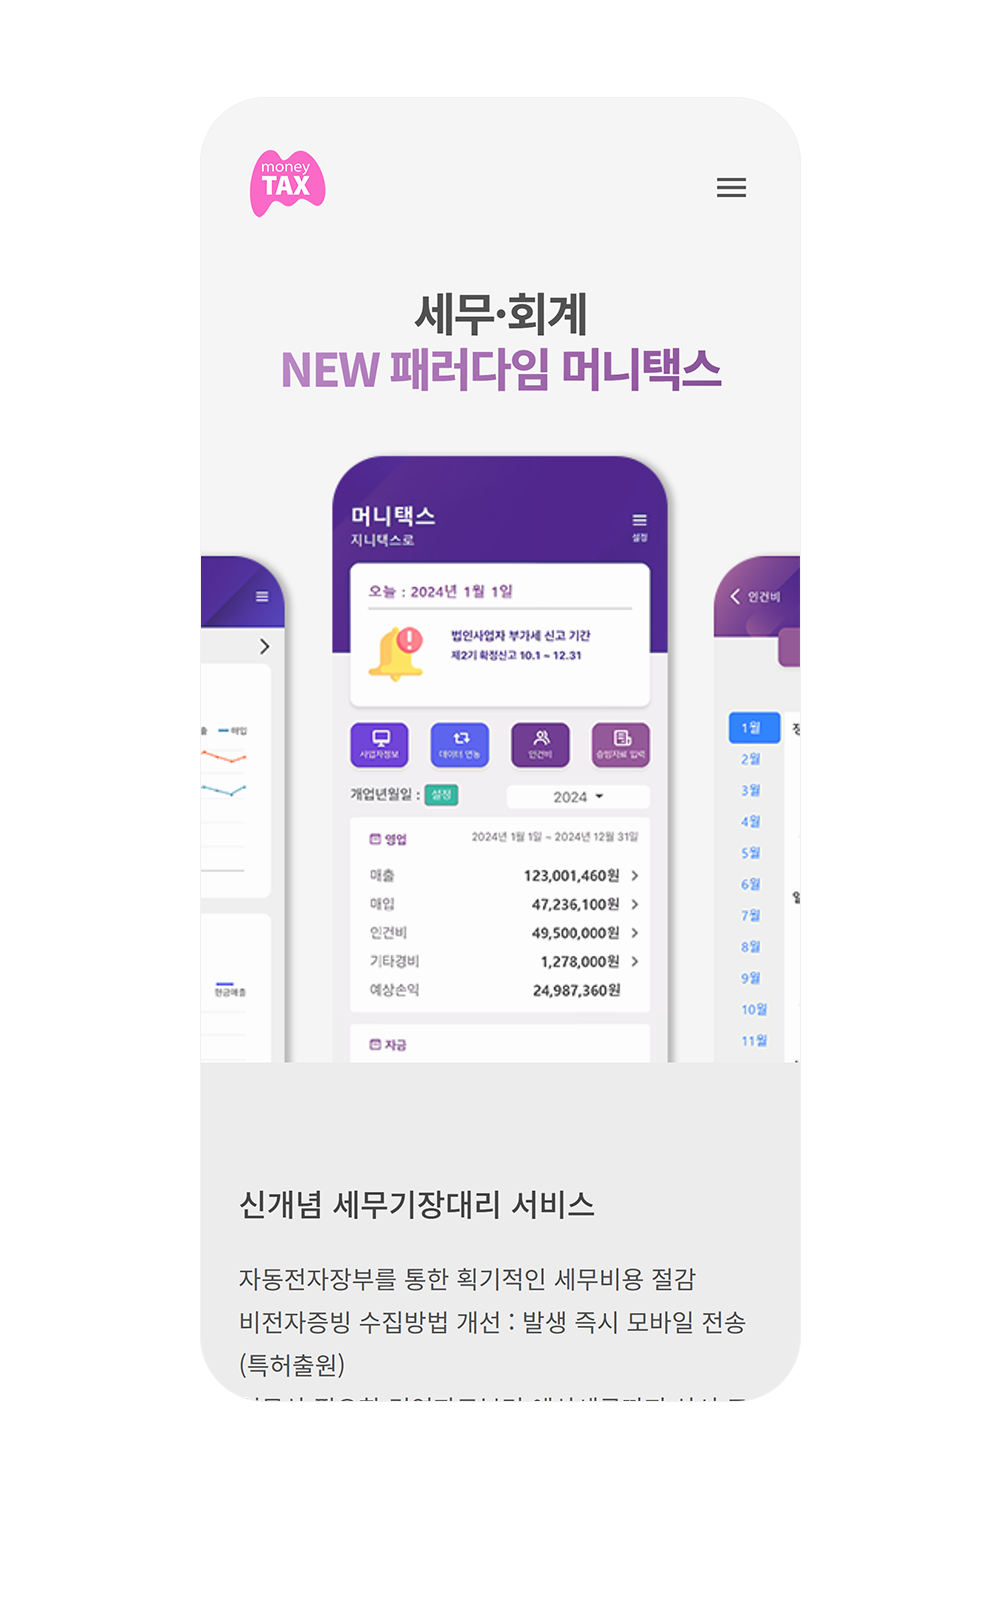 money
TAX
세무·회계
NEW 패러다임 머니택스
머니택스
지니택스로
설정
오늘 : 2024년 1월 1일
법인사업자 부가세 신고 기간
제2기 확정신고 10.1 ~ 12.31
사업자정보
데이터 연동
인건비
증빙자료 입력
개업년월일 : 설정
2024
영업
2024년 1월 1일 ~ 2024년 12월 31일
매출 123,001,460원
매입 47,236,100원
인건비 49,500,000원
기타경비 1,278,000원
예상손익 24,987,360원
자금
매입
현금매출
인건비
1월
2월
3월
4월
5월
6월
7월
8월
9월
10월
11월
신개념 세무기장대리 서비스
자동전자장부를 통한 획기적인 세무비용 절감
비전자증빙 수집방법 개선 : 발생 즉시 모바일 전송
(특허출원)